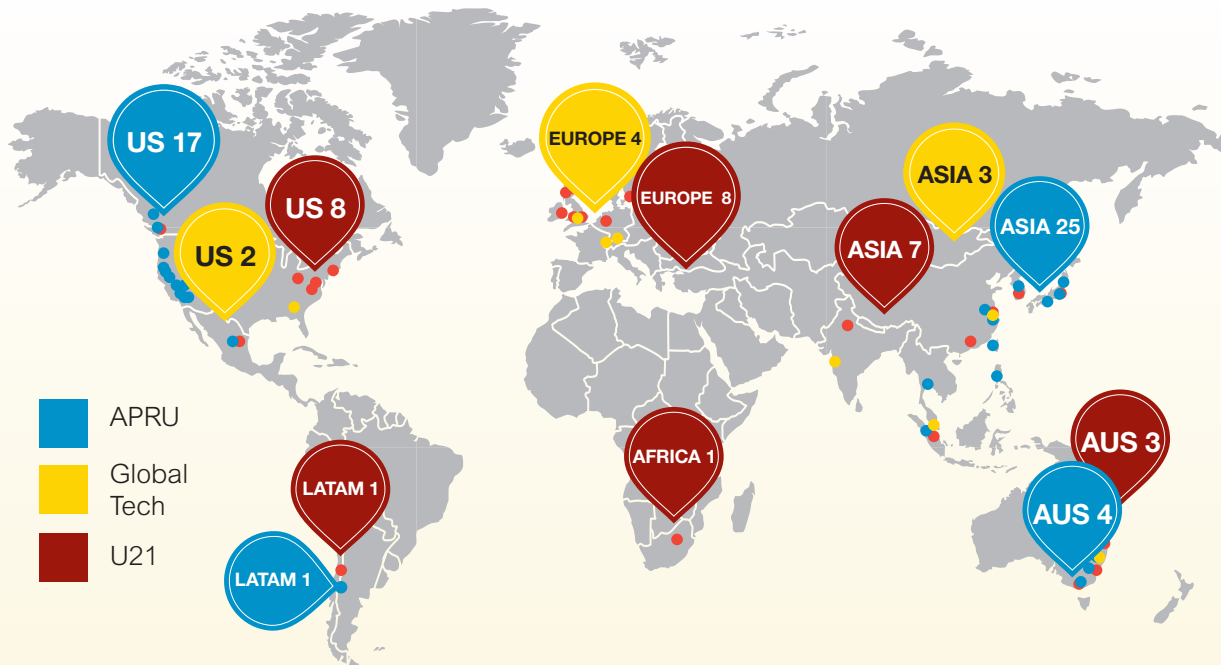 US 17
US 8
US 2
EUROPE 4
EUROPE 8
ASIA 3
ASIA 25
ASIA 7
APRU
Global
Tech
U21
LATAM 1
LATAM 1
AFRICA 1
AUS 3
AUS 4